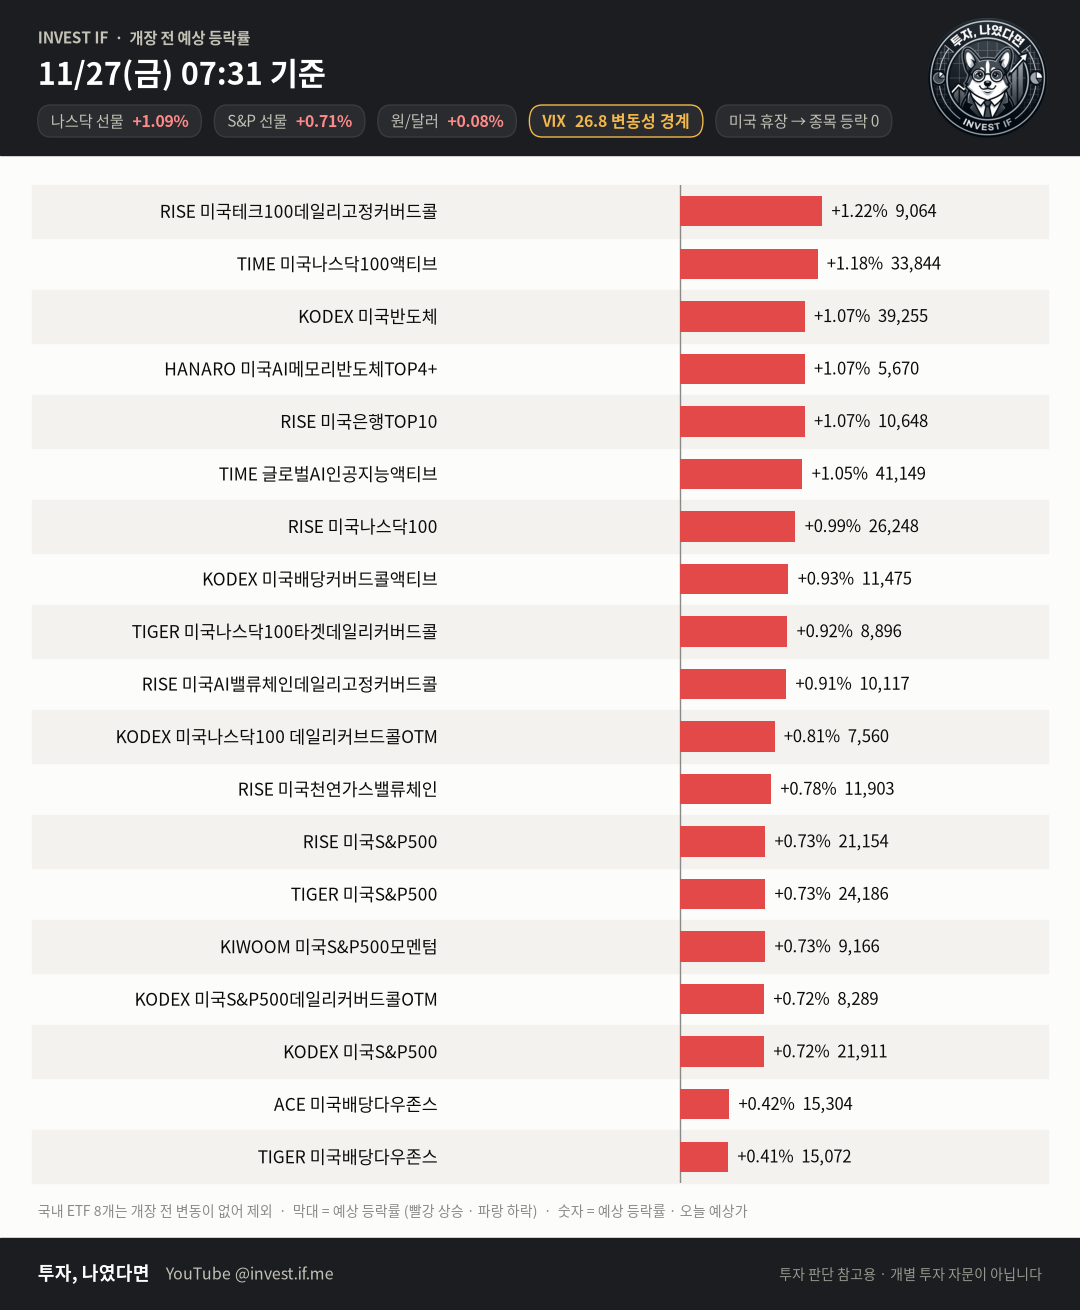 INVEST IF · 개장 전 예상 등락률
11/27(금) 07:31 기준
나스닥 선물 +1.09% S&P 선물 +0.71% 원/달러 +0.08% VIX 26.8 변동성 경계 미국 휴장 → 종목 등락 0
투자, 나였다면
INVEST IF
RISE 미국테크100데일리고정커버드콜 +1.22% 9,064
TIME 미국나스닥100액티브 +1.18% 33,844
KODEX 미국반도체 +1.07% 39,255
HANARO 미국AI메모리반도체TOP4+ +1.07% 5,670
RISE 미국은행TOP10 +1.07% 10,648
TIME 글로벌AI인공지능액티브 +1.05% 41,149
RISE 미국나스닥100 +0.99% 26,248
KODEX 미국배당커버드콜액티브 +0.93% 11,475
TIGER 미국나스닥100타겟데일리커버드콜 +0.92% 8,896
RISE 미국AI밸류체인데일리고정커버드콜 +0.91% 10,117
KODEX 미국나스닥100 데일리커브드콜OTM +0.81% 7,560
RISE 미국천연가스밸류체인 +0.78% 11,903
RISE 미국S&P500 +0.73% 21,154
TIGER 미국S&P500 +0.73% 24,186
KIWOOM 미국S&P500모멘텀 +0.73% 9,166
KODEX 미국S&P500데일리커버드콜OTM +0.72% 8,289
KODEX 미국S&P500 +0.72% 21,911
ACE 미국배당다우존스 +0.42% 15,304
TIGER 미국배당다우존스 +0.41% 15,072
국내 ETF 8개는 개장 전 변동이 없어 제외 · 막대 = 예상 등락률 (빨강 상승 · 파랑 하락) · 숫자 = 예상 등락률 · 오늘 예상가
투자, 나였다면 YouTube @invest.if.me 투자 판단 참고용 · 개별 투자 자문이 아닙니다